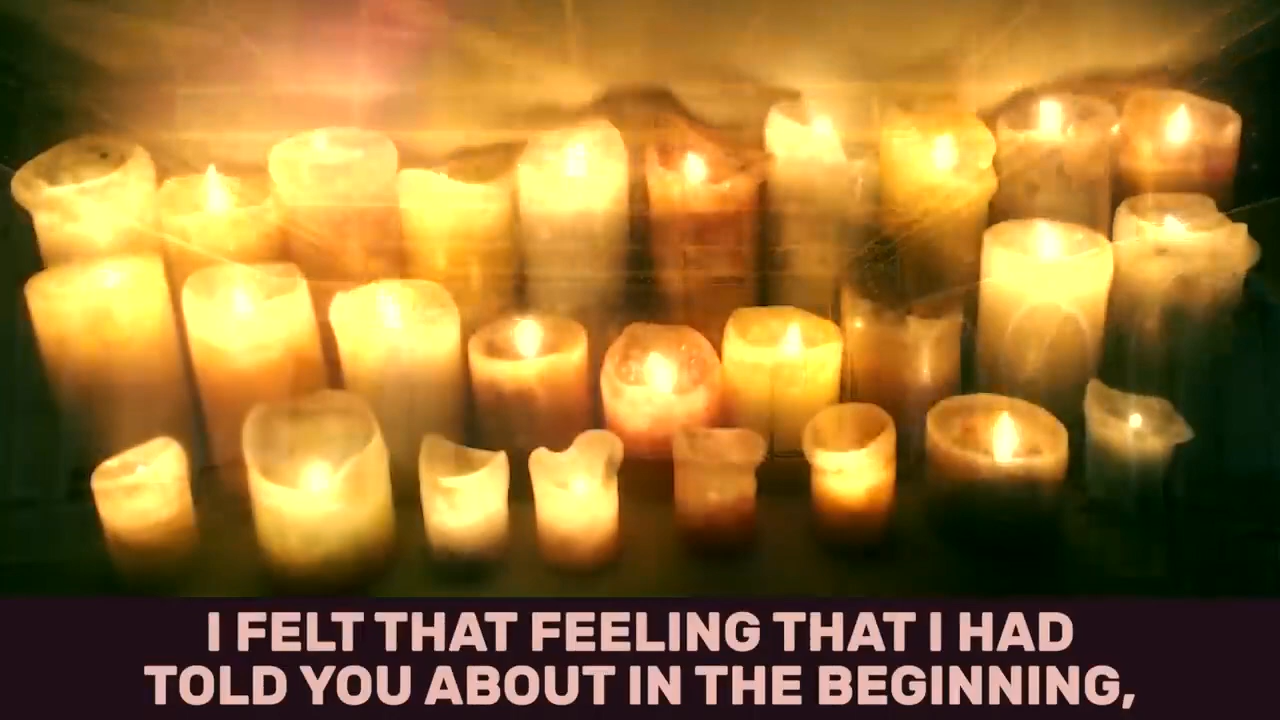 I FELT THAT FEELING THAT I HAD
TOLD YOU ABOUT IN THE BEGINNING,